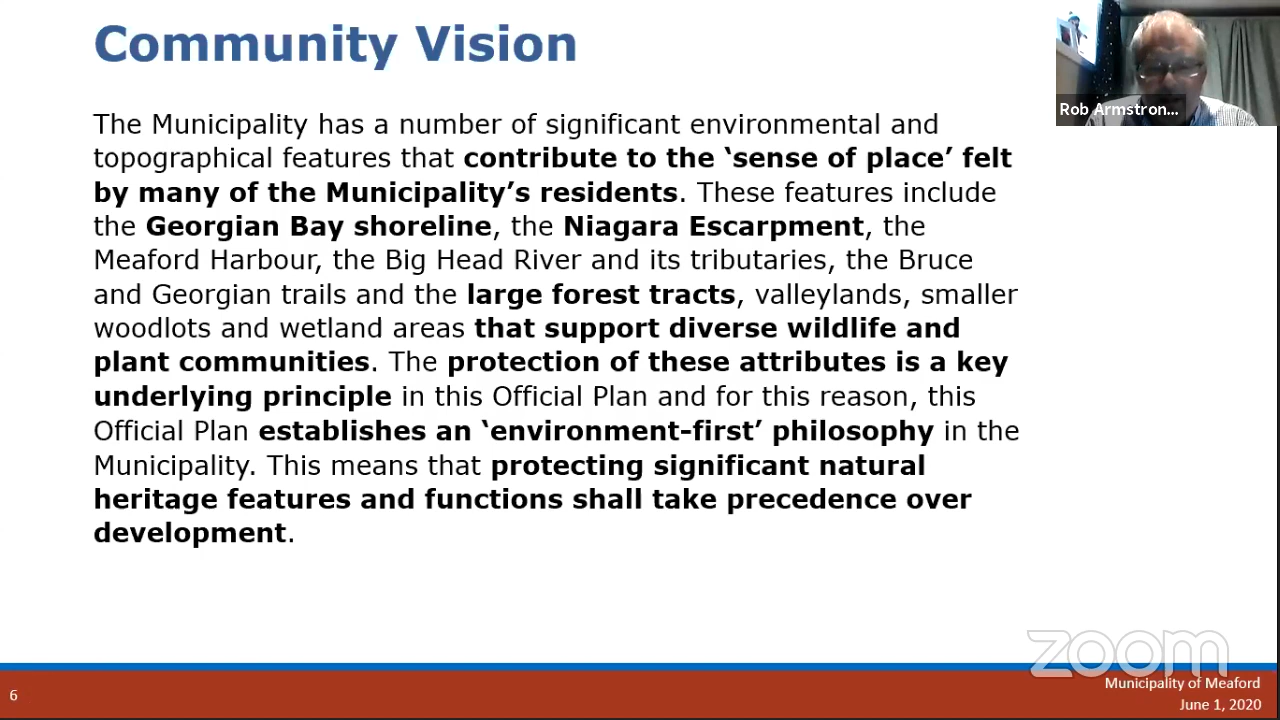 Community Vision
The Municipality has a number of significant environmental and
topographical features that contribute to the ‘sense of place’ felt
by many of the Municipality’s residents. These features include
the Georgian Bay shoreline, the Niagara Escarpment, the
Meaford Harbour, the Big Head River and its tributaries, the Bruce
and Georgian trails and the large forest tracts, valleylands, smaller
woodlots and wetland areas that support diverse wildlife and
plant communities. The protection of these attributes is a key
underlying principle in this Official Plan and for this reason, this
Official Plan establishes an ‘environment-first’ philosophy in the
Municipality. This means that protecting significant natural
heritage features and functions shall take precedence over
development.
Rob Armstron...
zoom
6
Municipality of Meaford
June 1, 2020